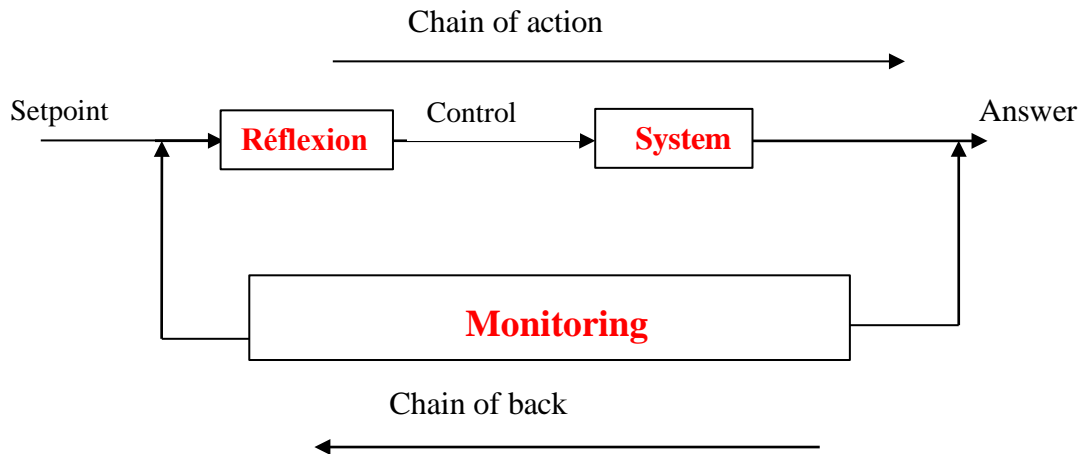 Chain of action
Setpoint
Réflexion
Control
System
Answer
Monitoring
Chain of back